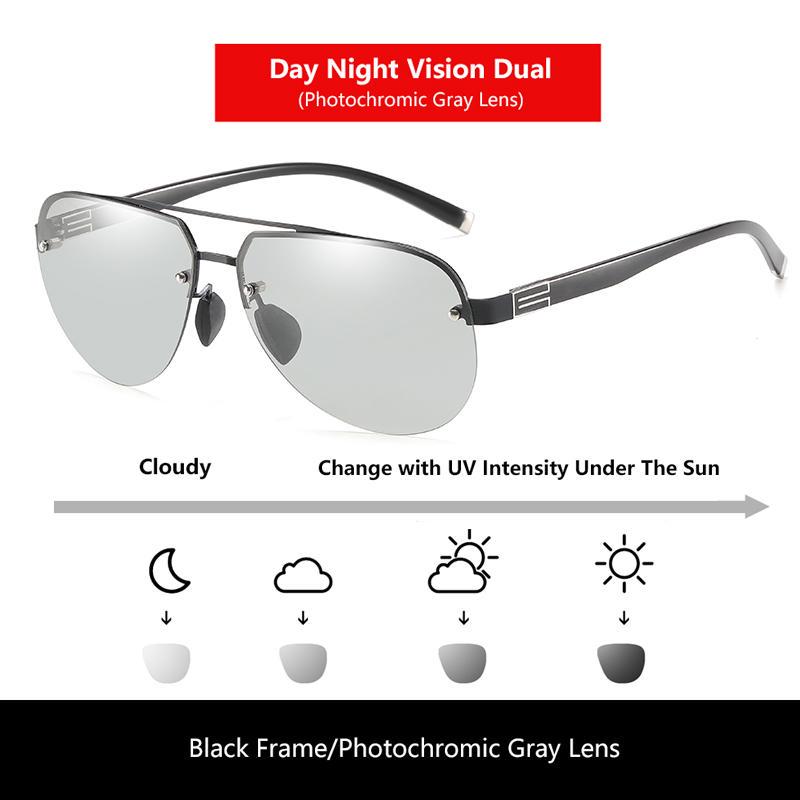 Day Night Vision Dual
(Photochromic Gray Lens)
Cloudy
Change with UV Intensity Under The Sun
Black Frame/Photochromic Gray Lens